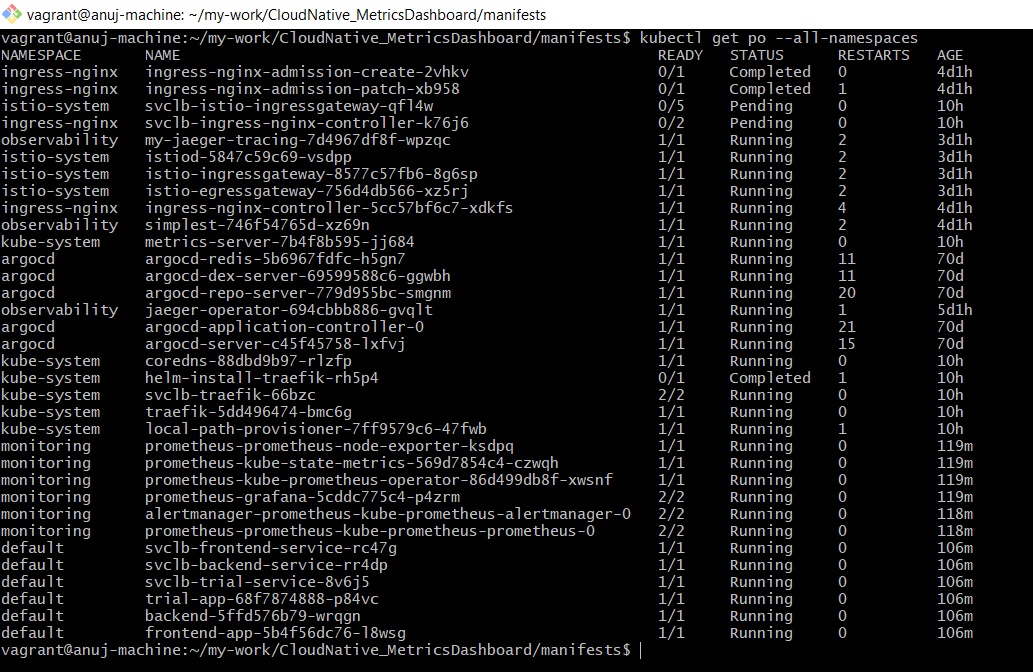 vagrant@anuj-machine: ~/my-work/CloudNative_MetricsDashboard/manifests
vagrant@anuj-machine:~/my-work/CloudNative_MetricsDashboard/manifests$ kubectl get po --all-namespaces
NAMESPACE NAME READY STATUS RESTARTS AGE
ingress-nginx ingress-nginx-admission-create-2vhkv 0/1 Completed 0 4d1h
ingress-nginx ingress-nginx-admission-patch-xb958 0/1 Completed 1 4d1h
istio-system svclb-istio-ingressgateway-qfl4w 0/5 Pending 0 10h
ingress-nginx svclb-ingress-nginx-controller-k76j6 0/2 Pending 0 10h
observability my-jaeger-tracing-7d4967df8f-wpzqc 1/1 Running 2 3d1h
istio-system istiod-5847c59c69-vsdpp 1/1 Running 2 3d1h
istio-system istio-ingressgateway-8577c57fb6-8g6sp 1/1 Running 2 3d1h
istio-system istio-egressgateway-756d4db566-xz5rj 1/1 Running 2 3d1h
ingress-nginx ingress-nginx-controller-5cc57bf6c7-xdkfs 1/1 Running 4 4d1h
observability simplest-746f54765d-xz69n 1/1 Running 2 4d1h
kube-system metrics-server-7b4f8b595-jj684 1/1 Running 0 10h
argocd argocd-redis-5b6967fdfc-h5gn7 1/1 Running 11 70d
argocd argocd-dex-server-69599588c6-ggwbh 1/1 Running 11 70d
argocd argocd-repo-server-779d955bc-smgnm 1/1 Running 20 70d
observability jaeger-operator-694cbbb886-gvqlt 1/1 Running 1 5d1h
argocd argocd-application-controller-0 1/1 Running 21 70d
argocd argocd-server-c45f45758-lxfvj 1/1 Running 15 70d
kube-system coredns-88dbd9b97-rlzfp 1/1 Running 0 10h
kube-system helm-install-traefik-rh5p4 0/1 Completed 1 10h
kube-system svclb-traefik-66bzc 2/2 Running 0 10h
kube-system traefik-5dd496474-bmc6g 1/1 Running 0 10h
kube-system local-path-provisioner-7ff9579c6-47fwb 1/1 Running 1 10h
monitoring prometheus-prometheus-node-exporter-ksdpq 1/1 Running 0 119m
monitoring prometheus-kube-state-metrics-569d7854c4-czwqh 1/1 Running 0 119m
monitoring prometheus-kube-prometheus-operator-86d499db8f-xwsnf 1/1 Running 0 119m
monitoring prometheus-grafana-5cddc775c4-p4zrm 2/2 Running 0 119m
monitoring alertmanager-prometheus-kube-prometheus-alertmanager-0 2/2 Running 0 118m
monitoring prometheus-prometheus-kube-prometheus-prometheus-0 2/2 Running 0 118m
default svclb-frontend-service-rc47g 1/1 Running 0 106m
default svclb-backend-service-rr4dp 1/1 Running 0 106m
default svclb-trial-service-8v6j5 1/1 Running 0 106m
default trial-app-68f7874888-p84vc 1/1 Running 0 106m
default backend-5ffd576b79-wrqgn 1/1 Running 0 106m
default frontend-app-5b4f56dc76-l8wsg 1/1 Running 0 106m
vagrant@anuj-machine:~/my-work/CloudNative_MetricsDashboard/manifests$